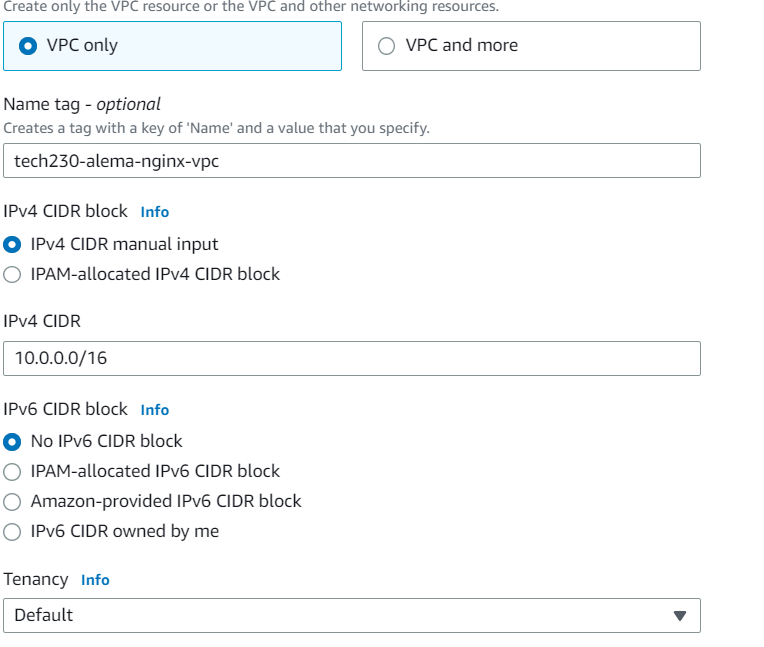 Create only the VPC resource or the VPC and other networking resources.
VPC only
VPC and more
Name tag - optional
Creates a tag with a key of 'Name' and a value that you specify.
tech230-alema-nginx-vpc
IPv4 CIDR block Info
IPv4 CIDR manual input
IPAM-allocated IPv4 CIDR block
IPv4 CIDR
10.0.0.0/16
IPv6 CIDR block Info
No IPv6 CIDR block
IPAM-allocated IPv6 CIDR block
Amazon-provided IPv6 CIDR block
IPv6 CIDR owned by me
Tenancy Info
Default